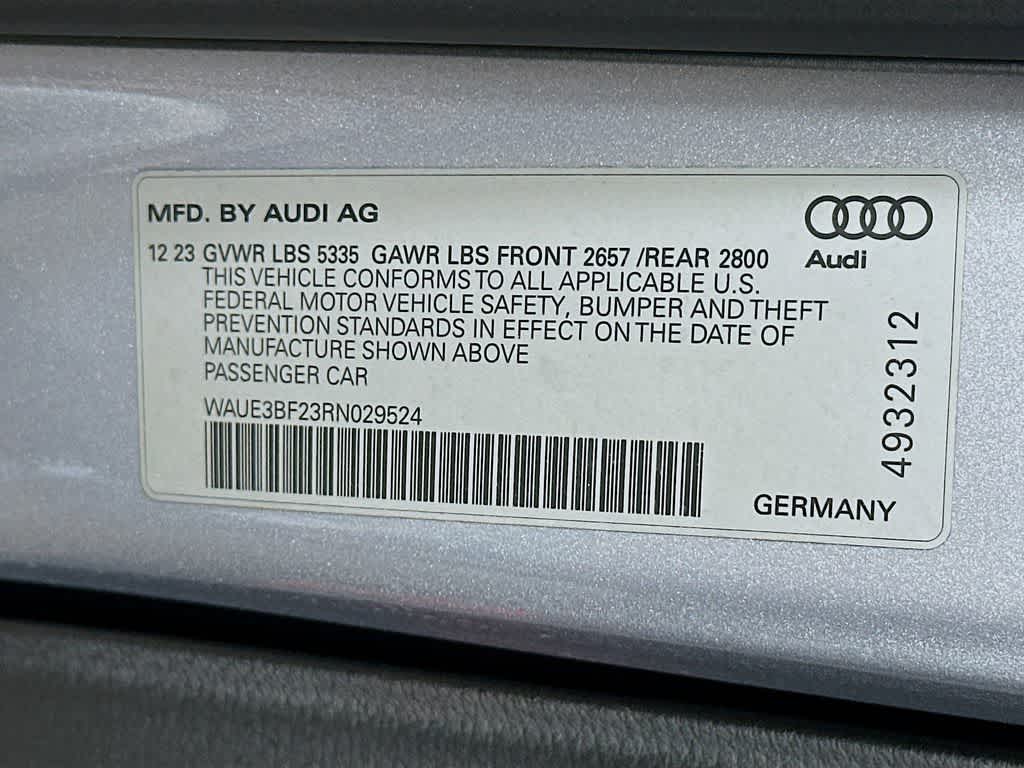 MFD. BY AUDI AG
12 23 GVWR LBS 5335 GAWR LBS FRONT 2657 /REAR 2800
THIS VEHICLE CONFORMS TO ALL APPLICABLE U.S.
FEDERAL MOTOR VEHICLE SAFETY, BUMPER AND THEFT
PREVENTION STANDARDS IN EFFECT ON THE DATE OF
MANUFACTURE SHOWN ABOVE
PASSENGER CAR
WAUE3BF23RN029524
Audi
4932312
GERMANY